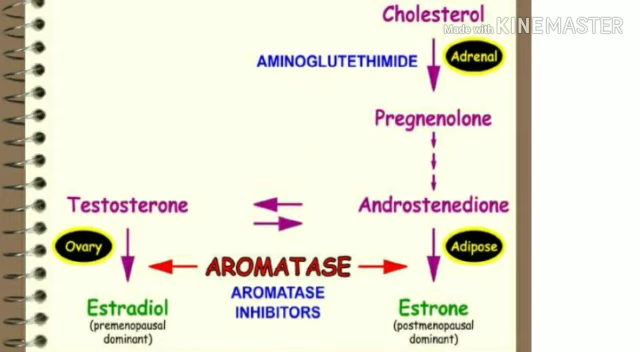 Cholesterol
Made with KINEMASTER
AMINOGLUTETHIMIDE
Adrenal
Pregnenolone
Testosterone
Androstenedione
Ovary
Adipose
AROMATASE
AROMATASE
INHIBITORS
Estradiol
(premenopausal
dominant)
Estrone
(postmenopausal
dominant)